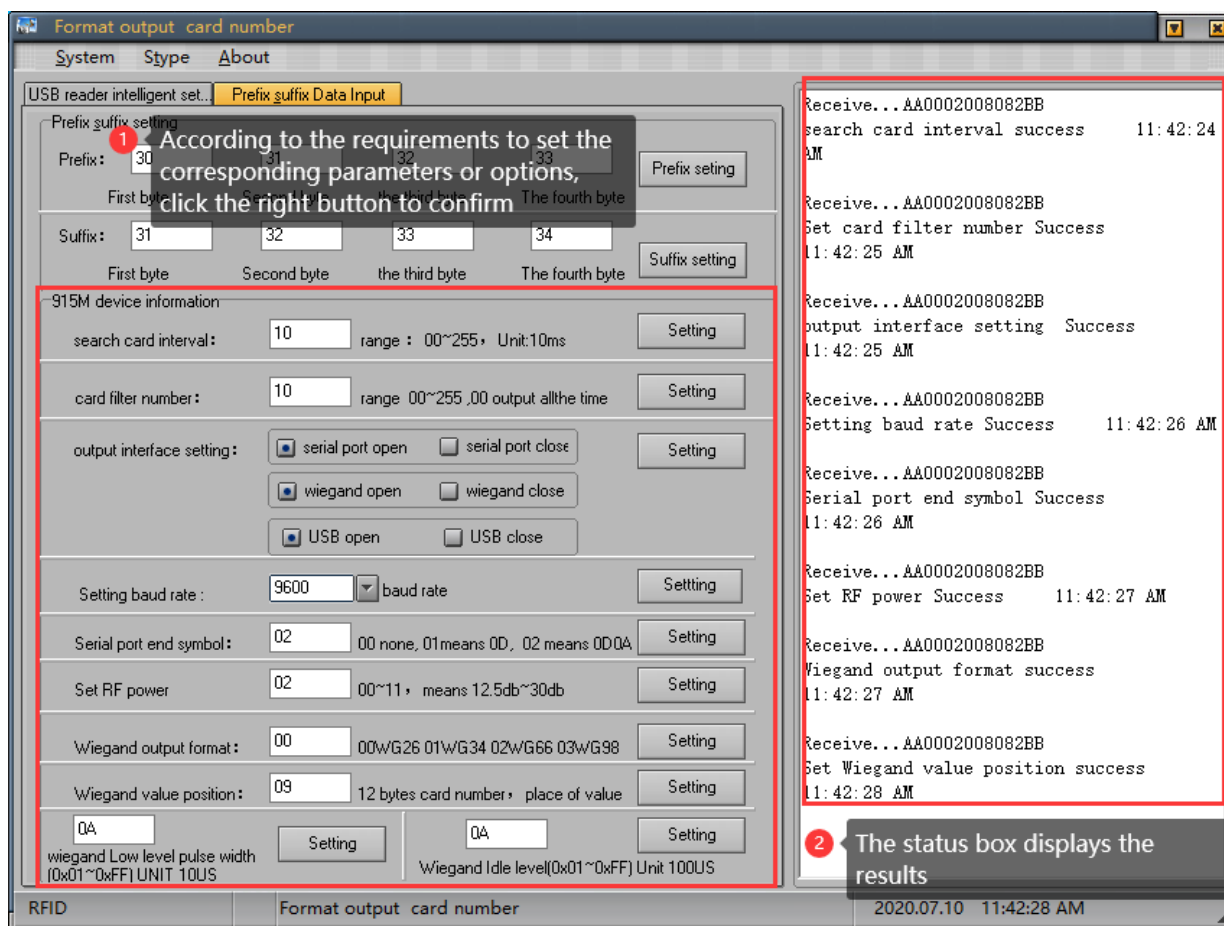 Format output card number
System Stype About
USB reader intelligent set... Prefix suffix Data Input
Prefix suffix setting
1 According to the requirements to set the
corresponding parameters or options,
click the right button to confirm
Prefix: 30 31 32 33 Prefix seting
First byte Second byte the third byte The fourth byte
Suffix: 31 32 33 34 Suffix setting
First byte Second byte the third byte The fourth byte
915M device information
search card interval: 10 range : 00~255, Unit:10ms Setting
card filter number: 10 range 00~255 ,00 output allthe time Setting
output interface setting: serial port open serial port close Setting
wiegand open wiegand close
USB open USB close
Setting baud rate : 9600 baud rate Settting
Serial port end symbol: 02 00 none, 01means 0D, 02 means 0D0A Setting
Set RF power 02 00~11, means 12.5db~30db Setting
Wiegand output format: 00 00WG26 01WG34 02WG66 03WG98 Setting
Wiegand value position: 09 12 bytes card number, place of value Setting
0A Setting 0A Setting
wiegand Low level pulse width
(0x01~0xFF) UNIT 10US
Wiegand Idle level(0x01~0xFF) Unit 100US
Receive...AA0002008082BB
search card interval success 11:42:24
AM
Receive...AA0002008082BB
Set card filter number Success
11:42:25 AM
Receive...AA0002008082BB
output interface setting Success
11:42:25 AM
Receive...AA0002008082BB
Setting baud rate Success 11:42:26 AM
Receive...AA0002008082BB
Serial port end symbol Success
11:42:26 AM
Receive...AA0002008082BB
Set RF power Success 11:42:27 AM
Receive...AA0002008082BB
Wiegand output format success
11:42:27 AM
Receive...AA0002008082BB
Set Wiegand value position success
11:42:28 AM
2 The status box displays the
results
RFID Format output card number 2020.07.10 11:42:28 AM